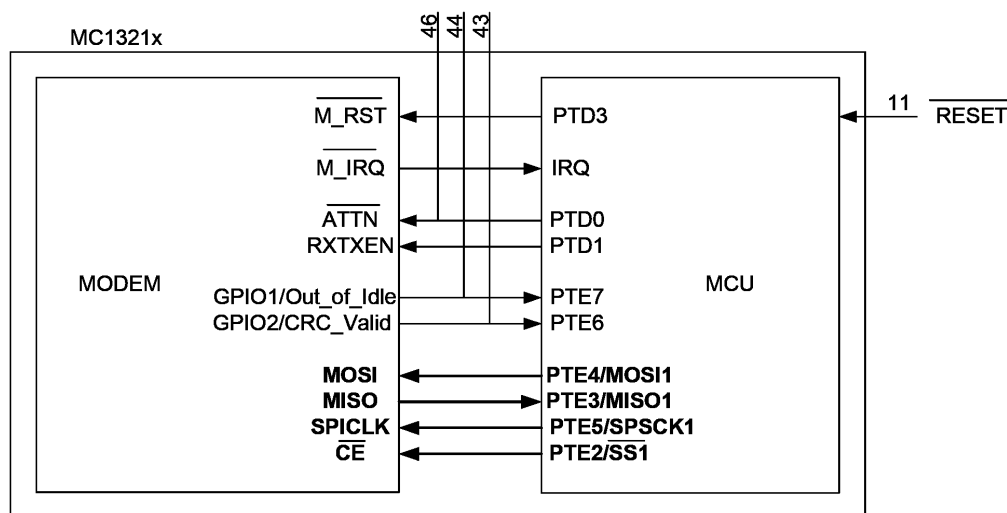 46 44 43
MC1321x
M_RST PTD3 11 RESET
M_IRQ IRQ
ATTN PTD0
RXTXEN PTD1
MODEM MCU
GPIO1/Out_of_Idle PTE7
GPIO2/CRC_Valid PTE6
MOSI PTE4/MOSI1
MISO PTE3/MISO1
SPICLK PTE5/SPSCK1
CE PTE2/SS1